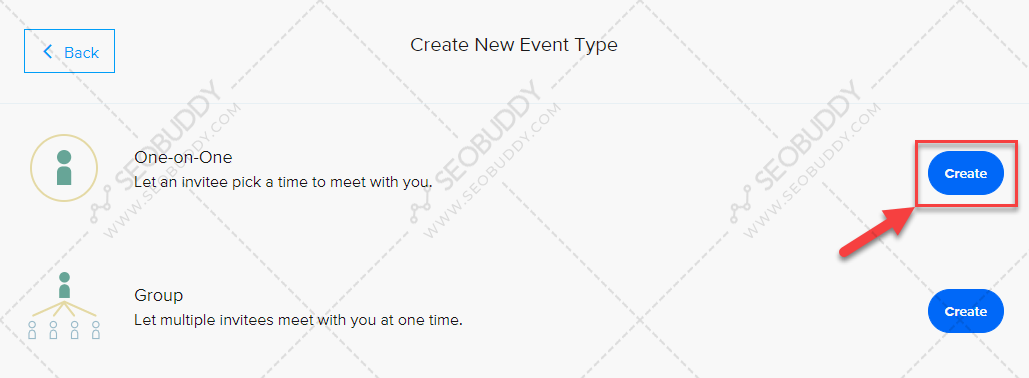 Back
Create New Event Type
One-on-One
Let an invitee pick a time to meet with you.
Create
Group
Let multiple invitees meet with you at one time.
Create
SEOBUDDY
WWW.SEOBUDDY.COM
SEOBUDDY
WWW.SEOBUDDY.COM
SEOBUDDY
WWW.SEOBUDDY.COM